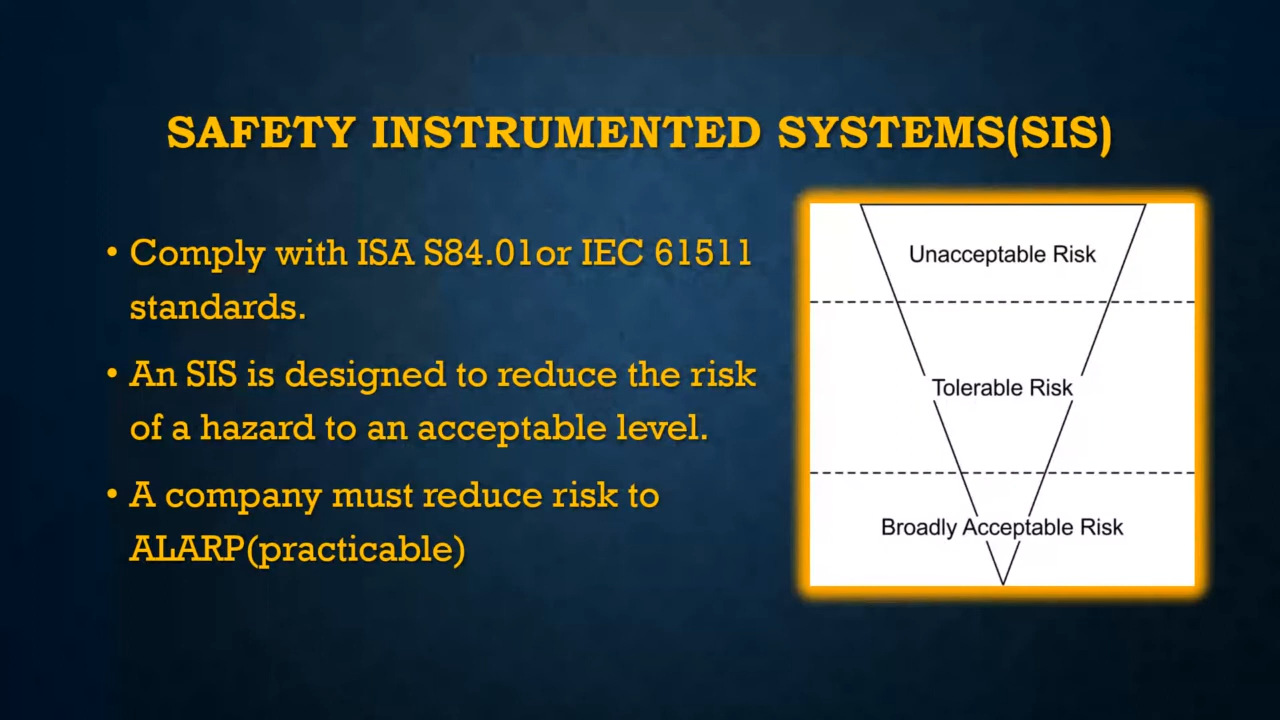 SAFETY INSTRUMENTED SYSTEMS(SIS)
• Comply with ISA S84.01or IEC 61511
standards.
• An SIS is designed to reduce the risk
of a hazard to an acceptable level.
• A company must reduce risk to
ALARP(practicable)
Unacceptable Risk
Tolerable Risk
Broadly Acceptable Risk